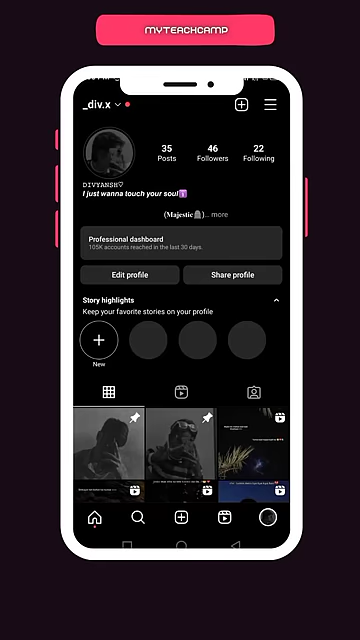 MYTEACHCAMP
_div.x
35
46
22
Posts
Followers
Following
DIVYANSH♡
I just wanna touch your soul🛐
(Majestic🗿... more
Professional dashboard
105K accounts reached in the last 30 days.
Edit profile
Share profile
Story highlights
Keep your favorite stories on your profile
New